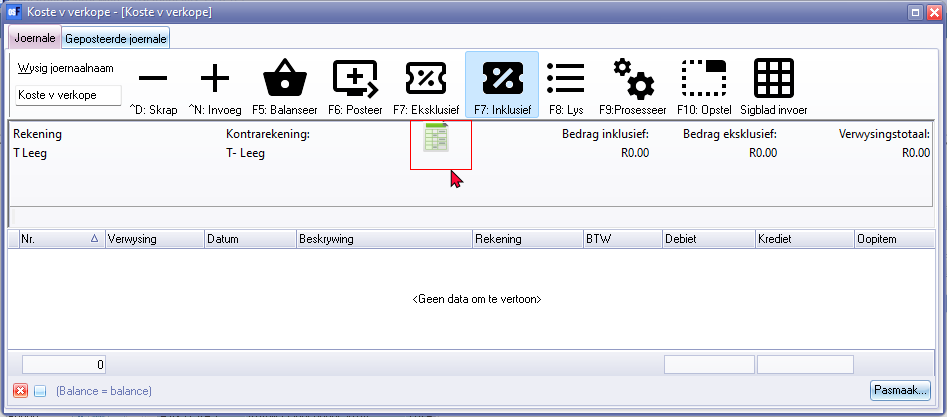 Koste v verkope - [Koste v verkope]
Joernale Geposteerde joernale
Wysig joernaalnaam
Koste v verkope
^D: Skrap ^N: Invoeg F5: Balanseer F6: Posteer F7: Eksklusief F7: Inklusief F8: Lys F9:Prosesseer F10: Opstel Sigblad invoer
Rekening Kontrarekening: Bedrag inklusief: Bedrag eksklusief: Verwysingstotaal:
T Leeg T- Leeg R0.00 R0.00 R0.00
Nr. Verwysing Datum Beskrywing Rekening BTW Debiet Krediet Oopitem
<Geen data om te vertoon>
0
(Balance = balance)
Pasmaak...